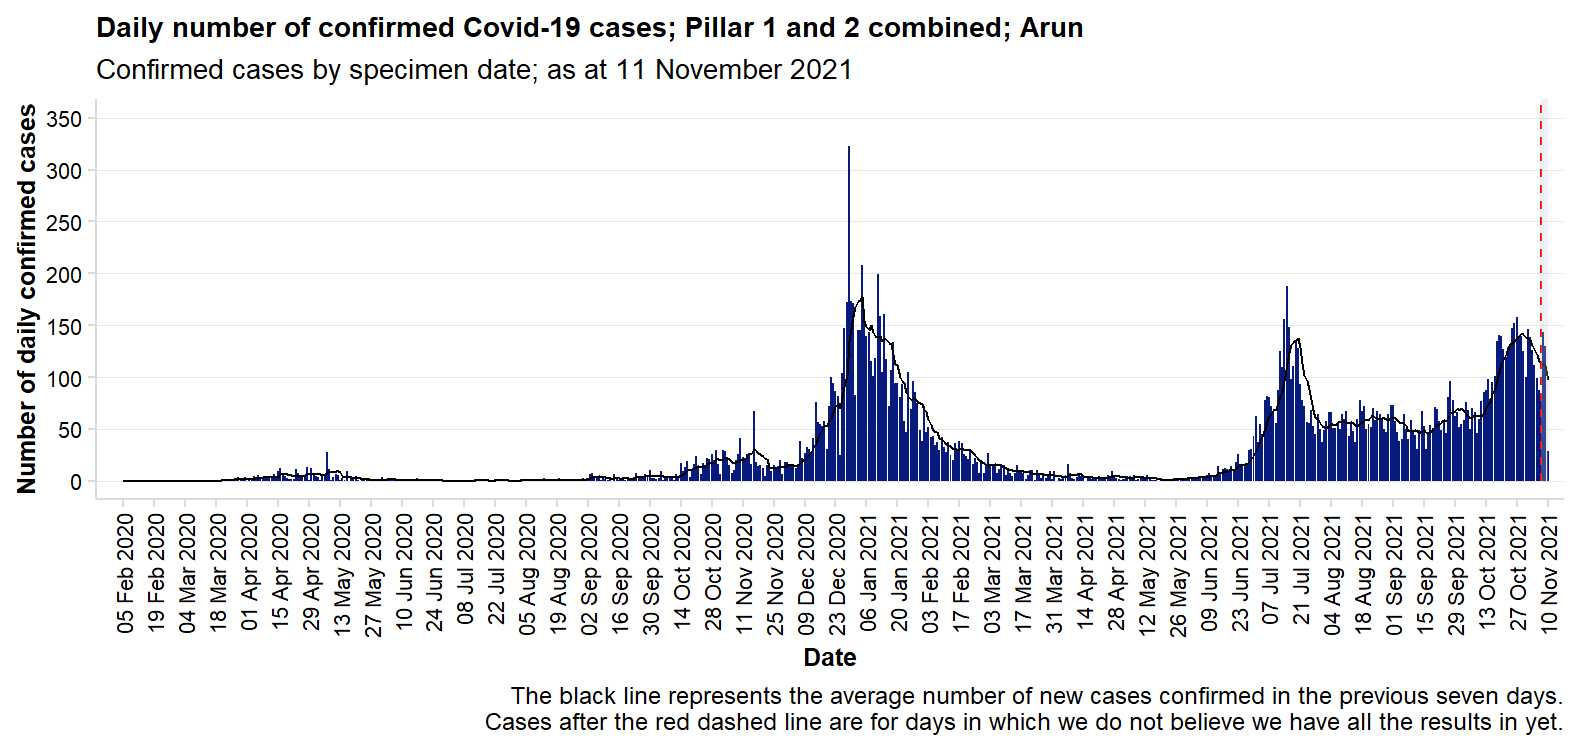 Daily number of confirmed Covid-19 cases; Pillar 1 and 2 combined; Arun
Confirmed cases by specimen date; as at 11 November 2021
Number of daily confirmed cases
350
300
250
200
150
100
50
0
05 Feb 2020
19 Feb 2020
04 Mar 2020
18 Mar 2020
01 Apr 2020
15 Apr 2020
29 Apr 2020
13 May 2020
27 May 2020
10 Jun 2020
24 Jun 2020
08 Jul 2020
22 Jul 2020
05 Aug 2020
19 Aug 2020
02 Sep 2020
16 Sep 2020
30 Sep 2020
14 Oct 2020
28 Oct 2020
11 Nov 2020
25 Nov 2020
09 Dec 2020
23 Dec 2020
06 Jan 2021
20 Jan 2021
03 Feb 2021
17 Feb 2021
03 Mar 2021
17 Mar 2021
31 Mar 2021
14 Apr 2021
28 Apr 2021
12 May 2021
26 May 2021
09 Jun 2021
23 Jun 2021
07 Jul 2021
21 Jul 2021
04 Aug 2021
18 Aug 2021
01 Sep 2021
15 Sep 2021
29 Sep 2021
13 Oct 2021
27 Oct 2021
10 Nov 2021
Date
The black line represents the average number of new cases confirmed in the previous seven days.
Cases after the red dashed line are for days in which we do not believe we have all the results in yet.